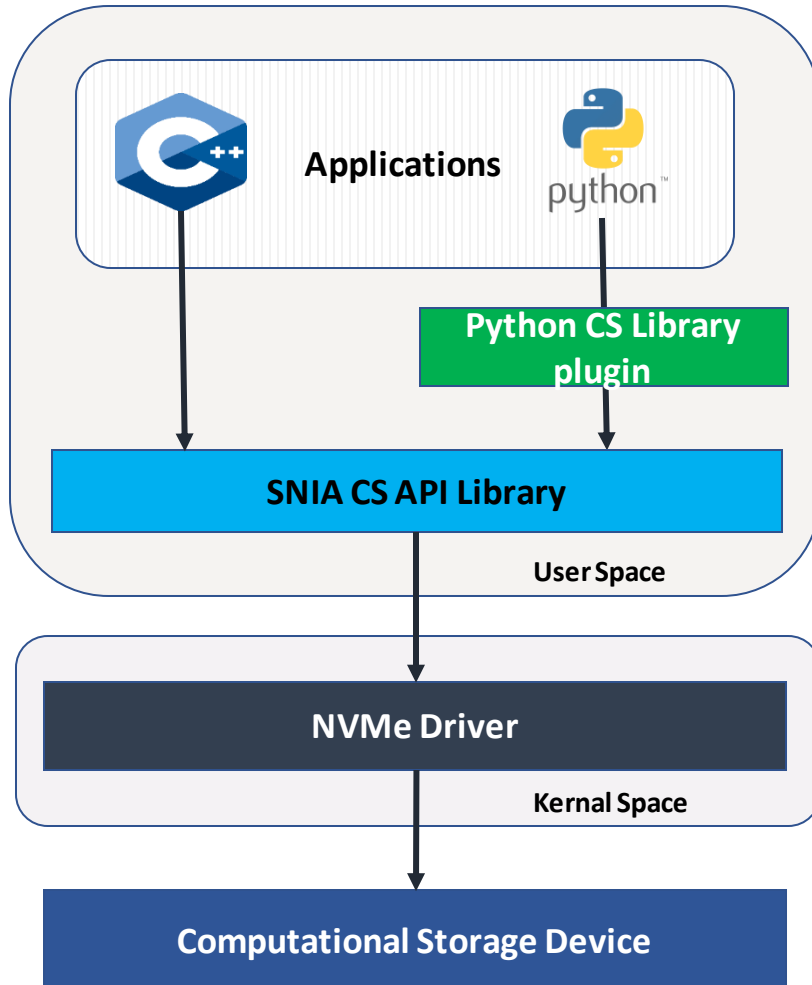 C++
Applications
python™
Python CS Library
plugin
SNIA CS API Library
User Space
NVMe Driver
Kernal Space
Computational Storage Device